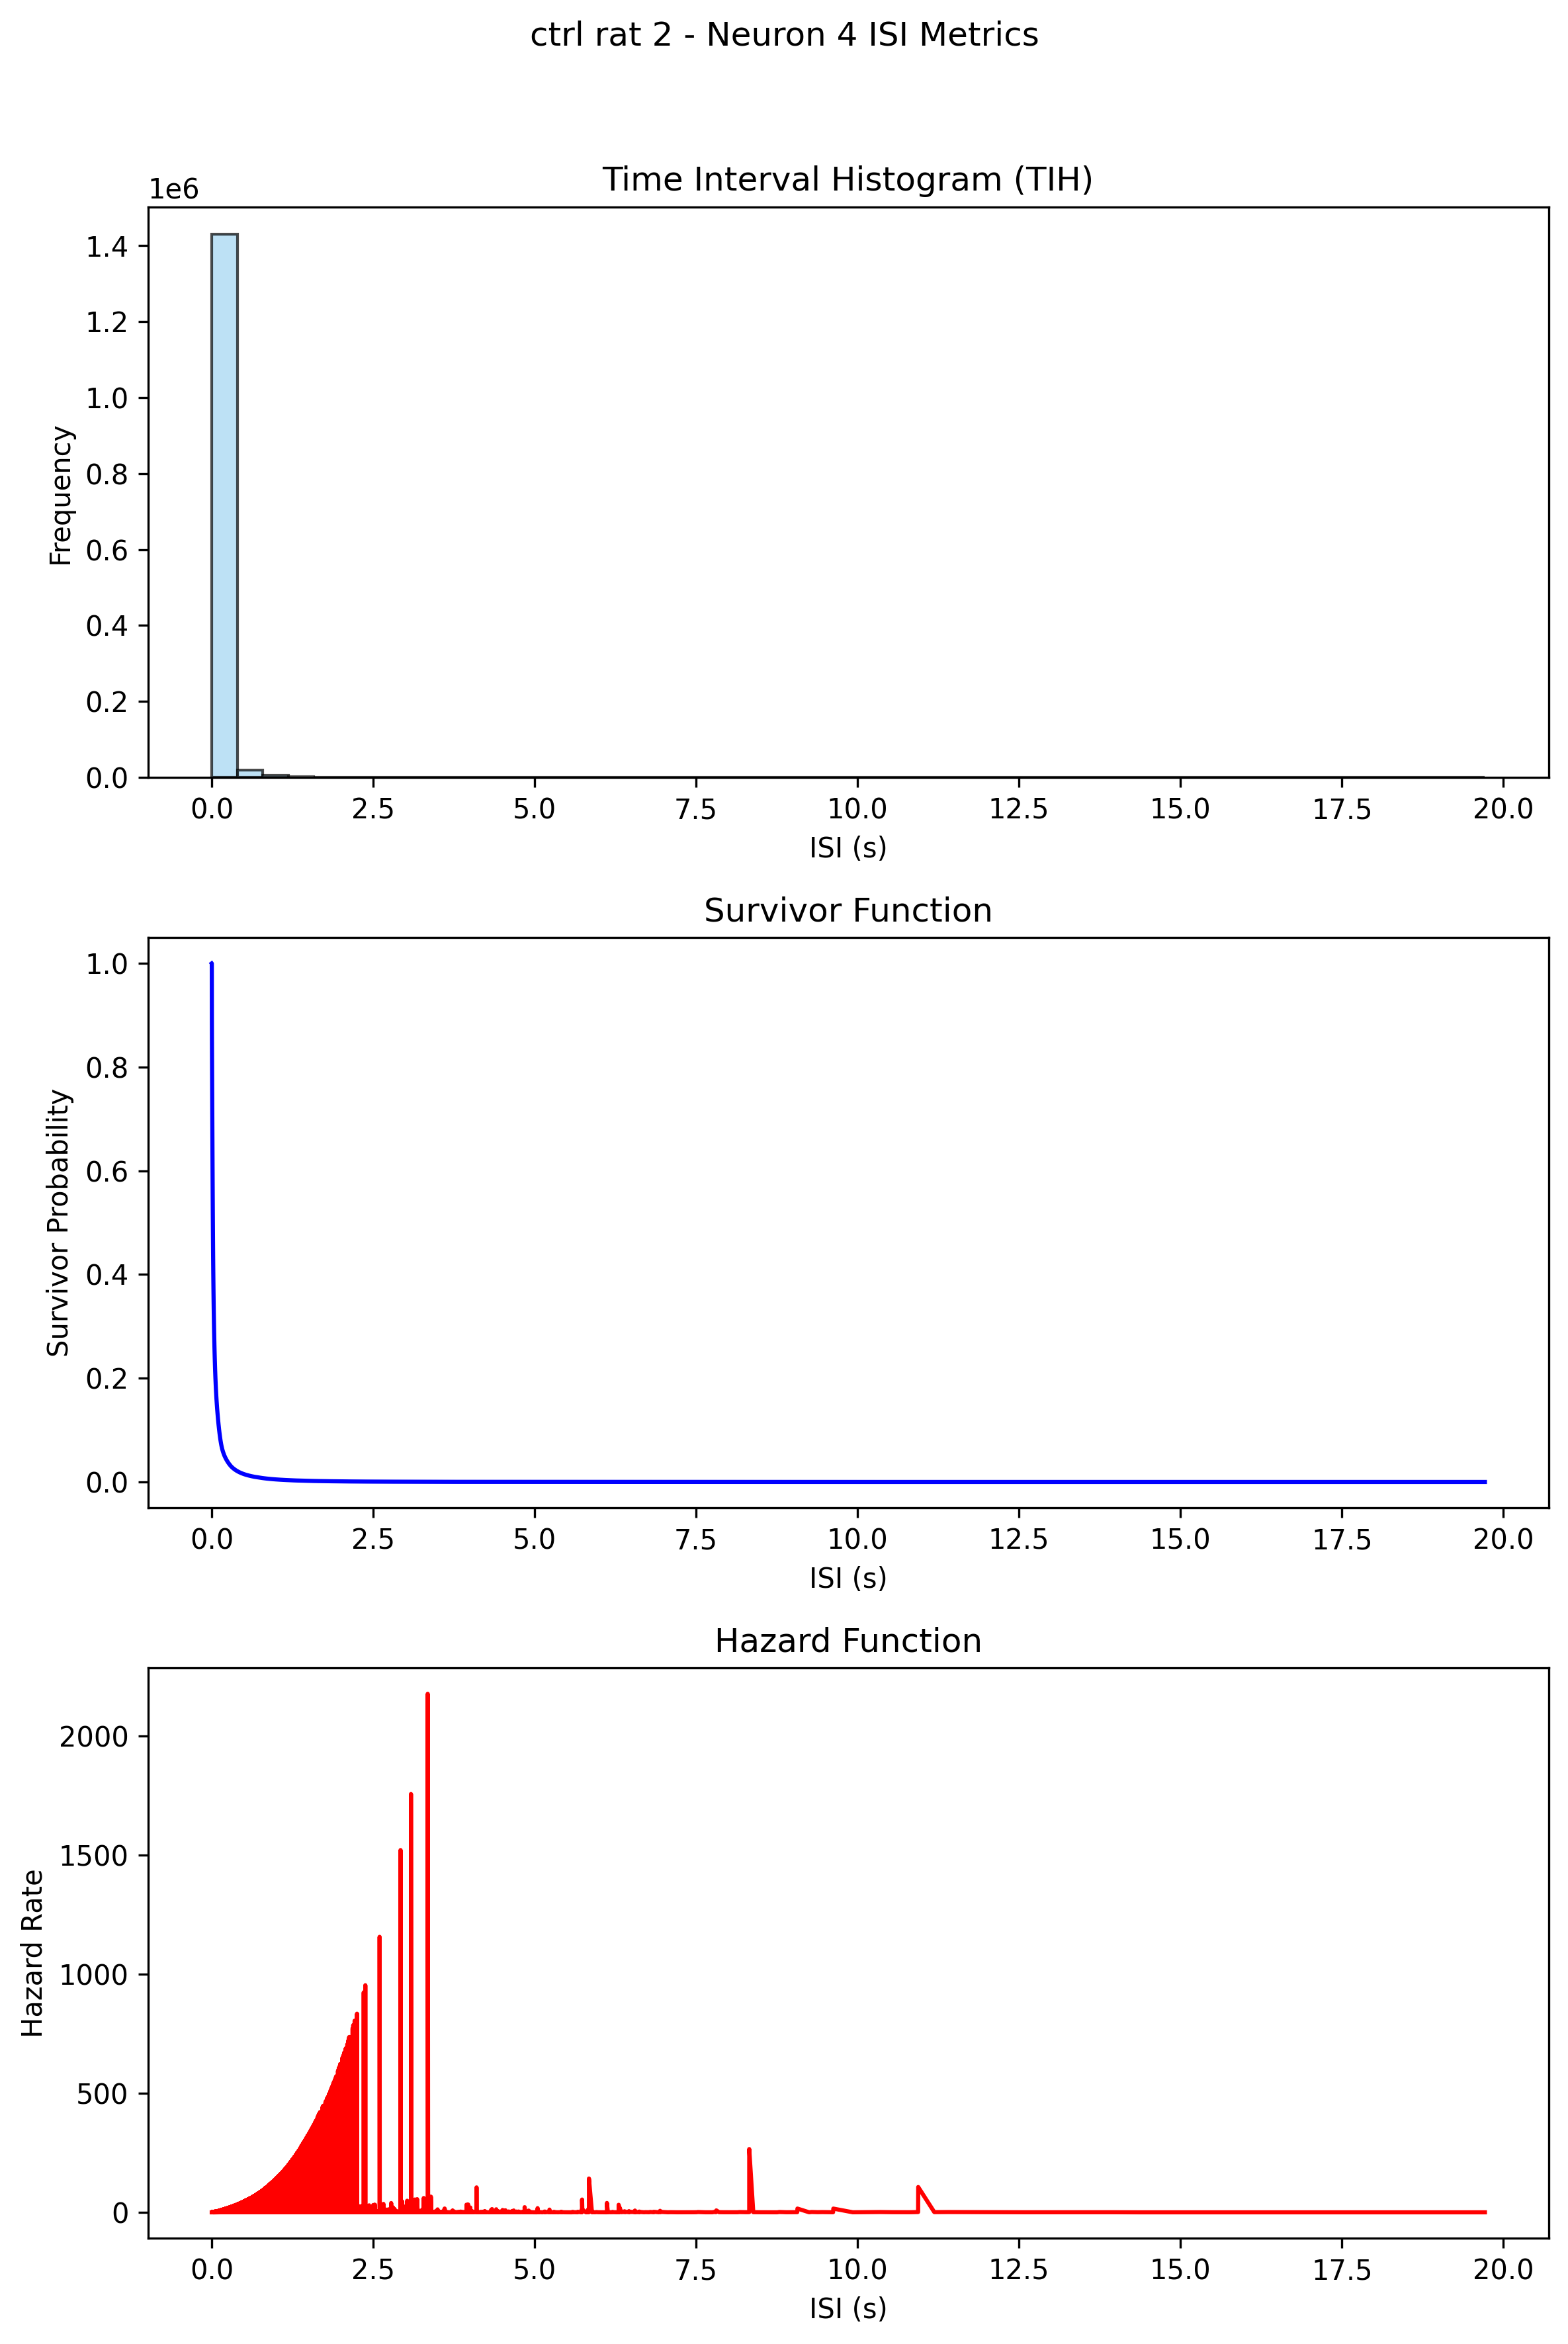 ctrl rat 2 - Neuron 4 ISI Metrics
Time Interval Histogram (TIH)
1e6
1.4
1.2
1.0
0.8
0.6
0.4
0.2
0.0
Frequency
0.0 2.5 5.0 7.5 10.0 12.5 15.0 17.5 20.0
ISI (s)
Survivor Function
1.0
0.8
0.6
0.4
0.2
0.0
Survivor Probability
0.0 2.5 5.0 7.5 10.0 12.5 15.0 17.5 20.0
ISI (s)
Hazard Function
2000
1500
1000
500
0
Hazard Rate
0.0 2.5 5.0 7.5 10.0 12.5 15.0 17.5 20.0
ISI (s)